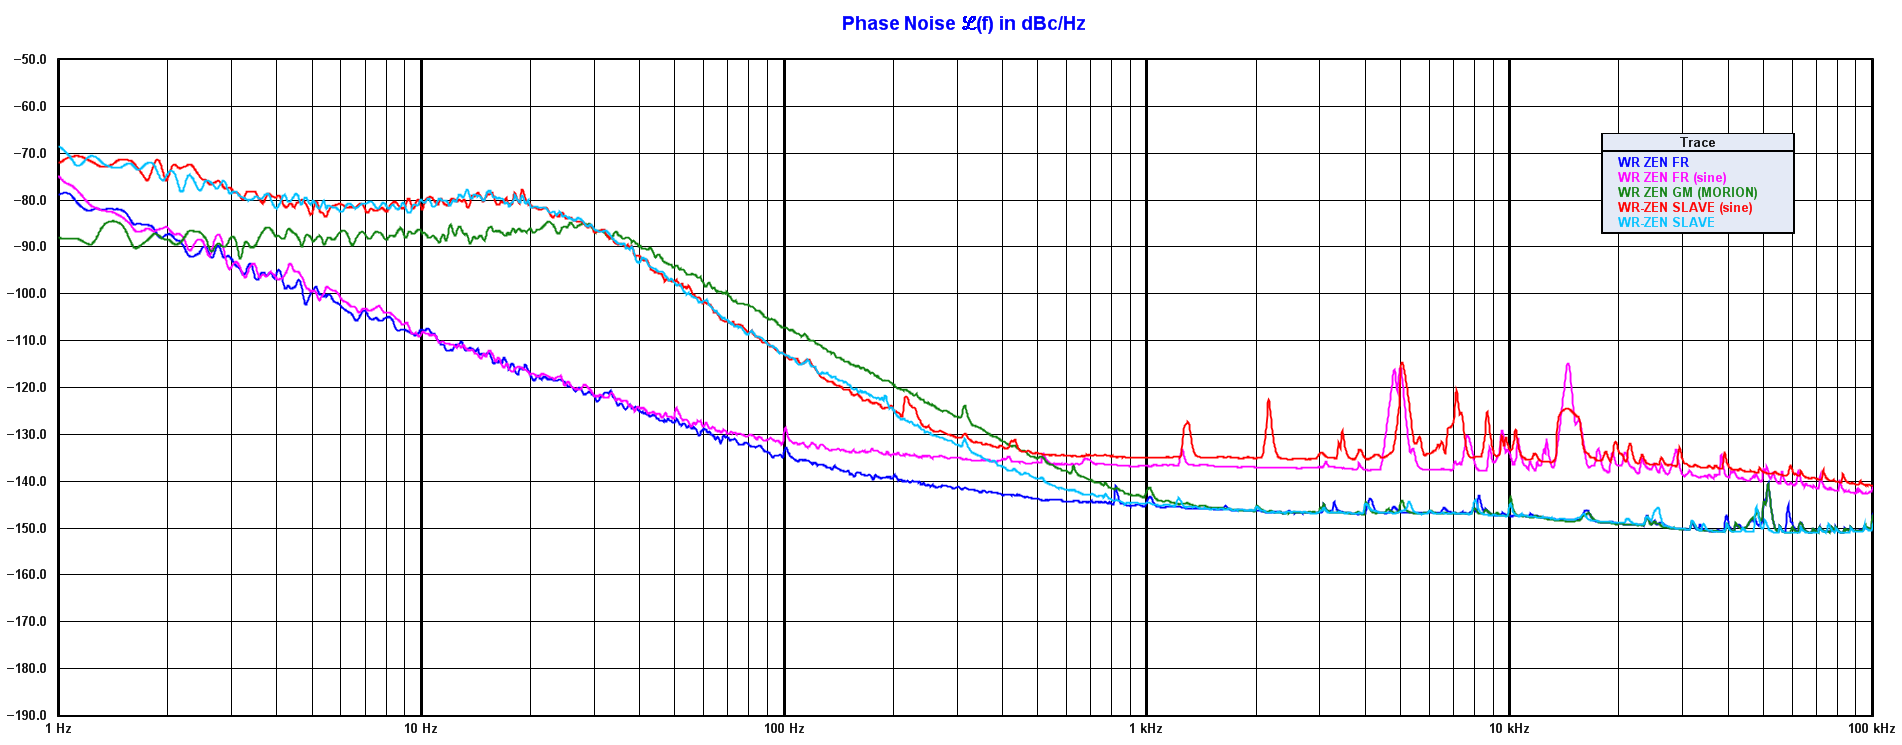 Phase Noise ℒ(f) in dBc/Hz
−50.0
−60.0
−70.0
−80.0
−90.0
−100.0
−110.0
−120.0
−130.0
−140.0
−150.0
−160.0
−170.0
−180.0
−190.0
1 Hz
10 Hz
100 Hz
1 kHz
10 kHz
100 kHz
Trace
WR ZEN FR
WR ZEN FR (sine)
WR ZEN GM (MORION)
WR-ZEN SLAVE (sine)
WR-ZEN SLAVE